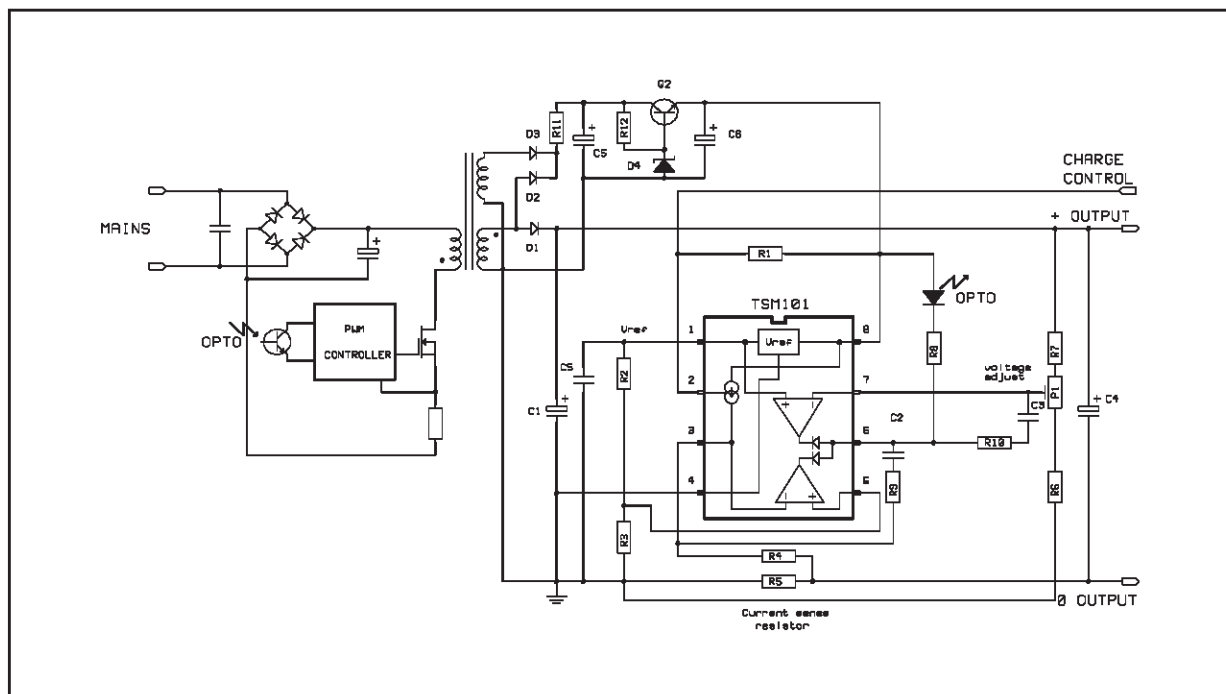 Q2
R11
+
C5
R12
+
C6
D4
D3
D2
D1
CHARGE
CONTROL
+ OUTPUT
MAINS
+
R1
OPTO
TSM101
OPTO
PWM
CONTROLLER
Vref
1
Vref
8
R8
R7
voltage
adjust
C5
R2
2
7
P1
C3
C1
+
+
-
C2
C4
+
3
6
R10
4
-
+
5
R9
R6
R3
R4
R5
0 OUTPUT
Current sense
resistor